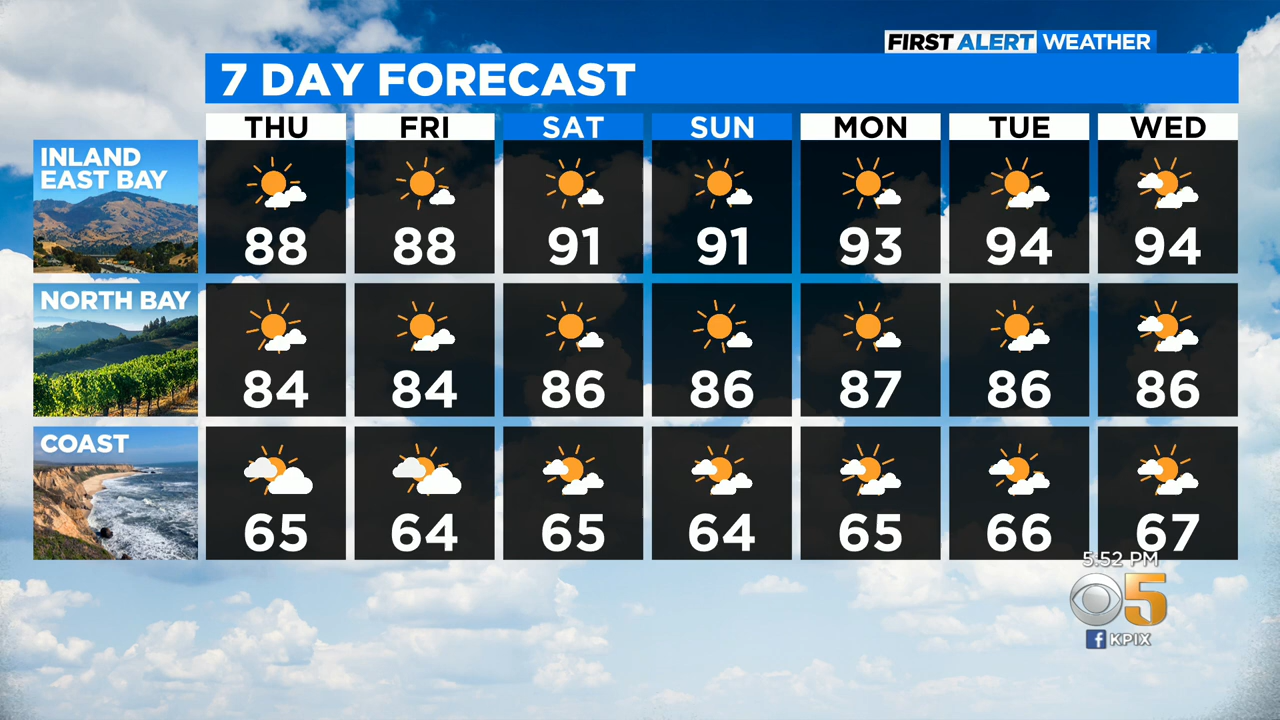 FIRST ALERT WEATHER
7 DAY FORECAST
THU FRI SAT SUN MON TUE WED
INLAND
EAST BAY
88 88 91 91 93 94 94
NORTH BAY
84 84 86 86 87 86 86
COAST
65 64 65 64 65 66 67
5:52 PM
5
f KPIX